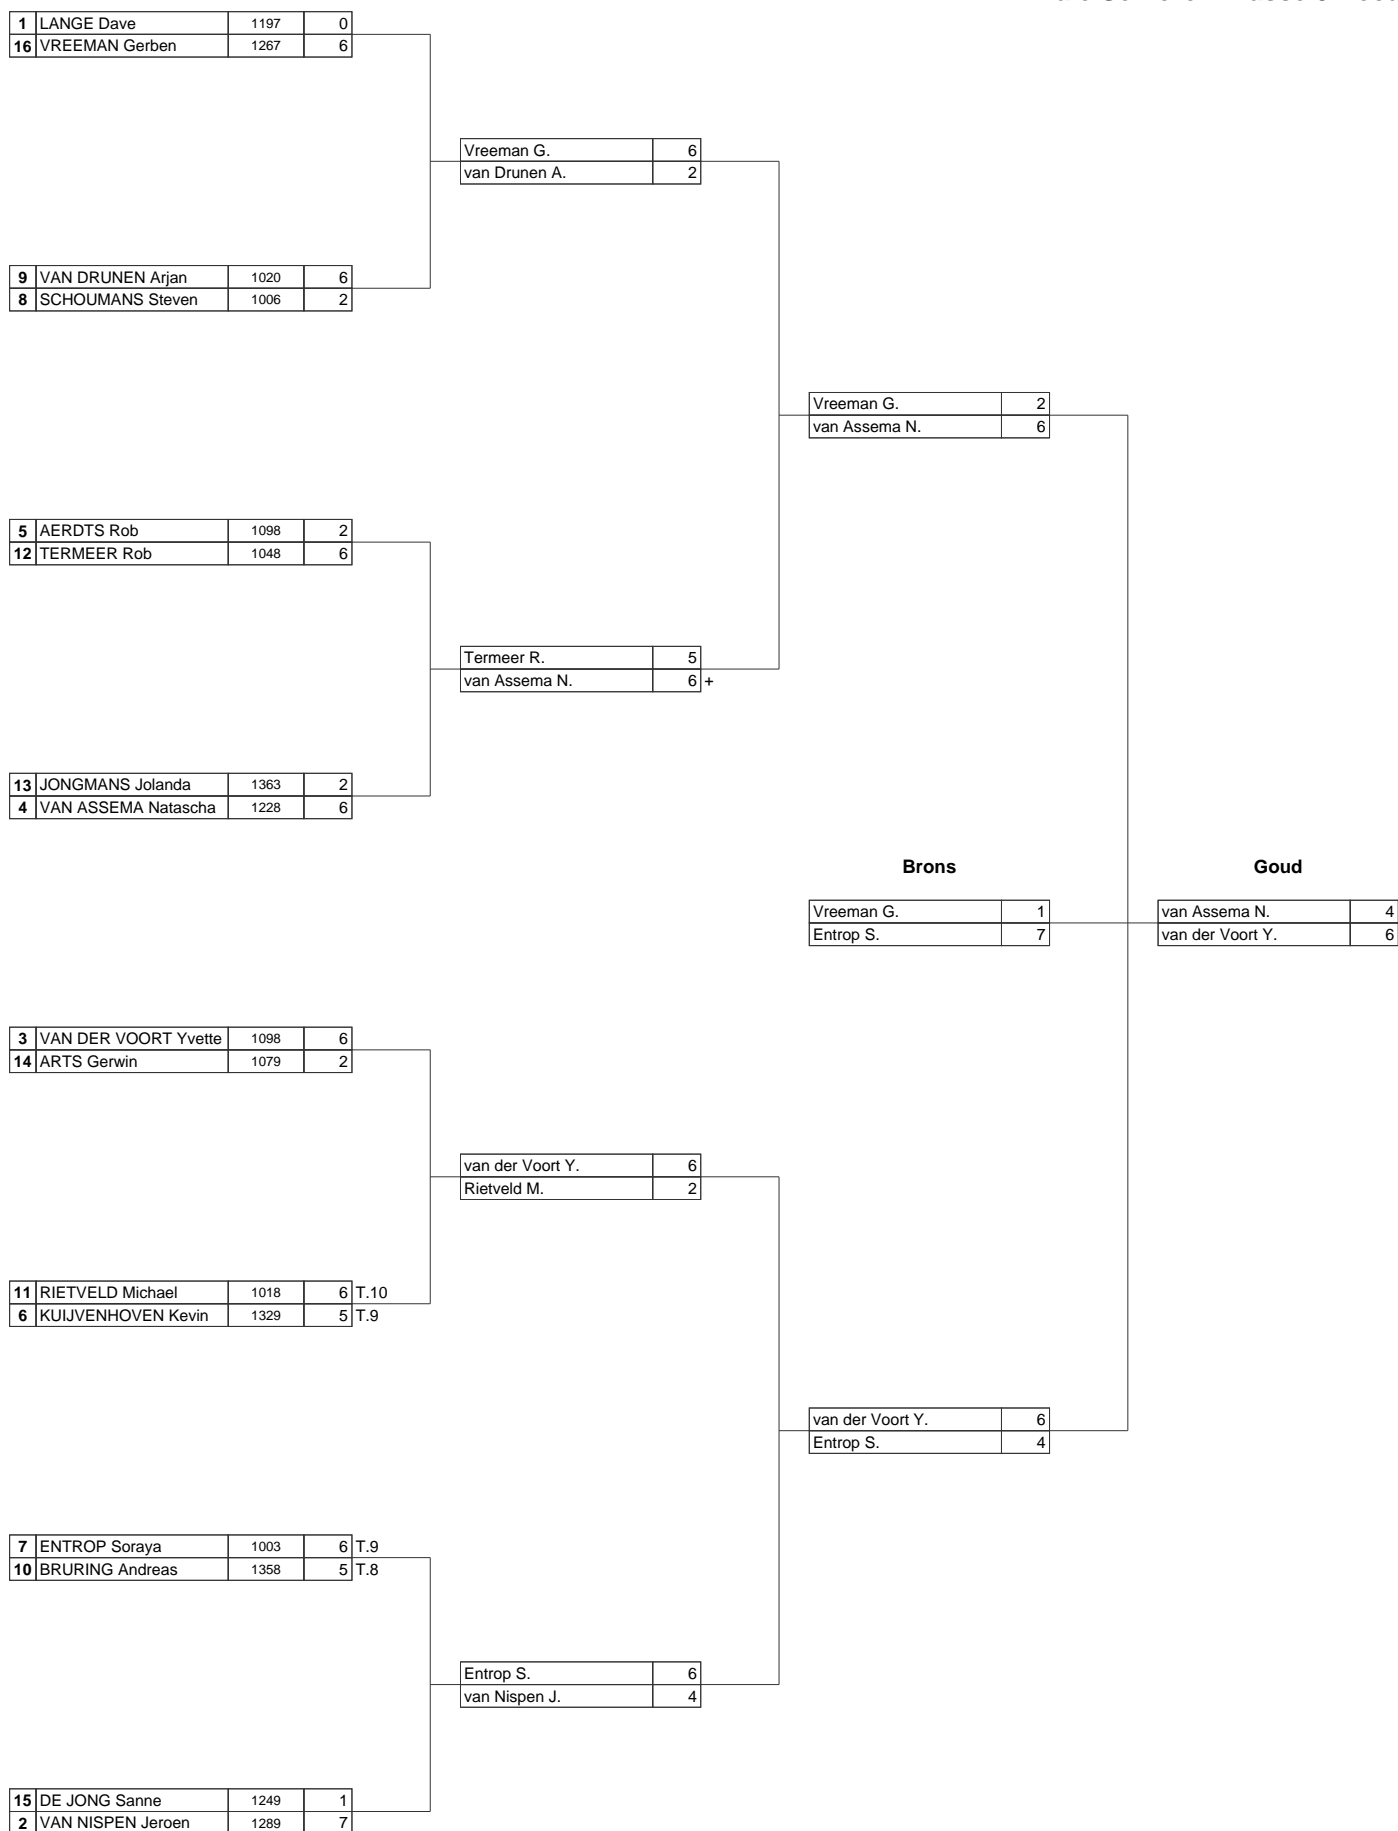 1 LANGE Dave 1197 0
16 VREEMAN Gerben 1267 6
Vreeman G. 6
van Drunen A. 2
9 VAN DRUNEN Arjan 1020 6
8 SCHOUMANS Steven 1006 2
Vreeman G. 2
van Assema N. 6
5 AERDTS Rob 1098 2
12 TERMEER Rob 1048 6
Termeer R. 5
van Assema N. 6 +
13 JONGMANS Jolanda 1363 2
4 VAN ASSEMA Natascha 1228 6
Brons Goud
Vreeman G. 1 van Assema N. 4
Entrop S. 7 van der Voort Y. 6
3 VAN DER VOORT Yvette 1098 6
14 ARTS Gerwin 1079 2
van der Voort Y. 6
Rietveld M. 2
11 RIETVELD Michael 1018 6 T.10
6 KUIJVENHOVEN Kevin 1329 5 T.9
van der Voort Y. 6
Entrop S. 4
7 ENTROP Soraya 1003 6 T.9
10 BRURING Andreas 1358 5 T.8
Entrop S. 6
van Nispen J. 4
15 DE JONG Sanne 1249 1
2 VAN NISPEN Jeroen 1289 7